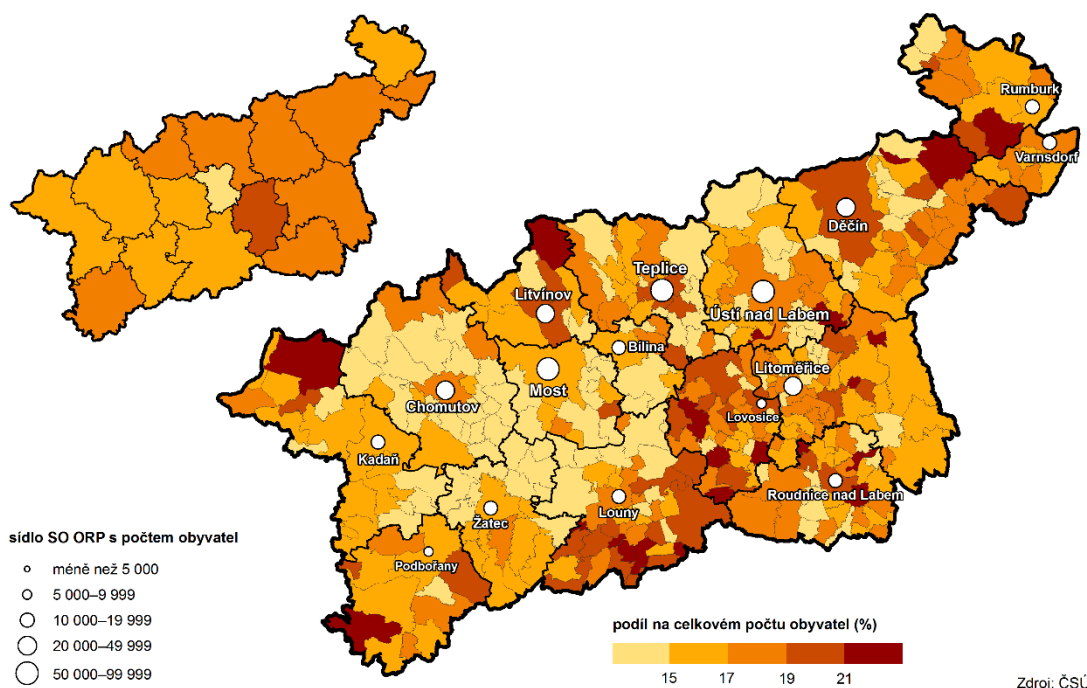 Rumburk
Varnsdorf
Děčín
Teplice
Litvínov
Ústí nad Labem
Bílina
Most
Litoměřice
Chomutov
Lovosice
Kadaň
Roudnice nad Labem
Louny
Žatec
Podbořany
sídlo SO ORP s počtem obyvatel
méně než 5 000
5 000–9 999
10 000–19 999
20 000–49 999
50 000–99 999
podíl na celkovém počtu obyvatel (%)
15 17 19 21
Zdroj: ČSÚ